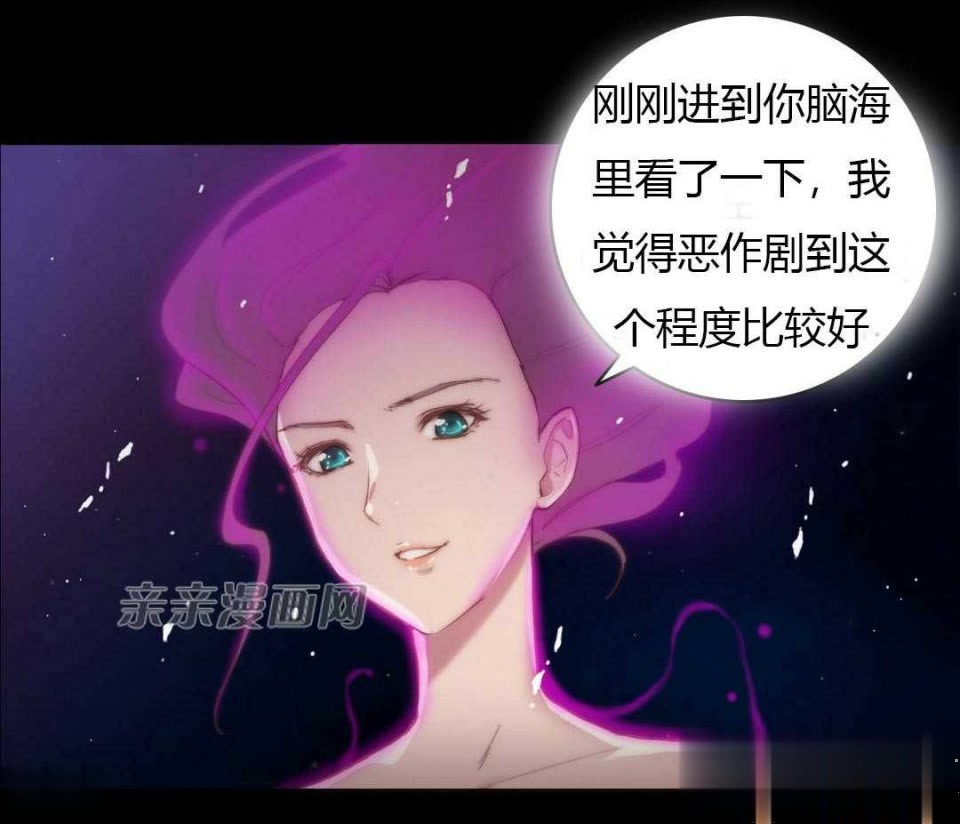 刚刚进到你脑海
里看了一下，我
觉得恶作剧到这
个程度比较好
亲亲漫画网